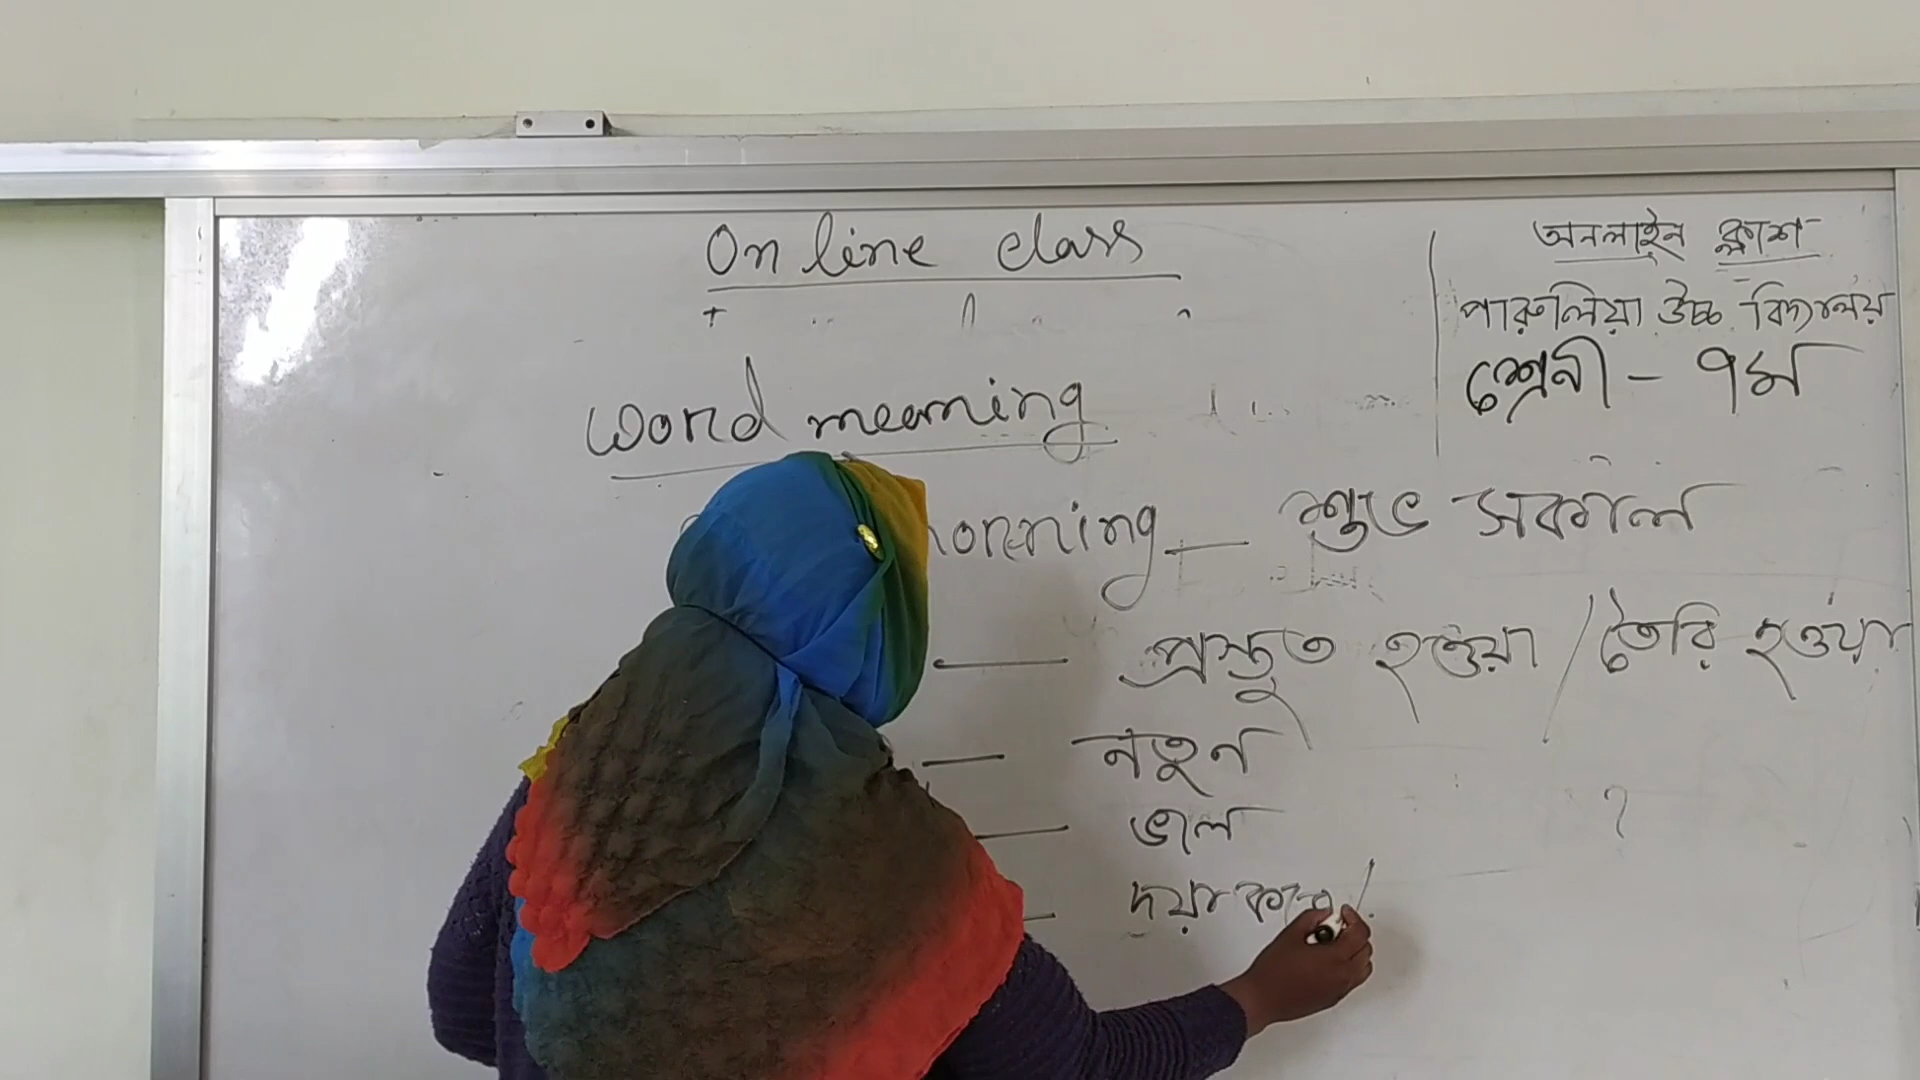 On line class
অনলাইন ক্লাশ
পারুলিয়া উচ্চ বিদ্যালয়
শ্রেনী - ৭ম
word meaning
morning — শুভ সকাল
— প্রস্তুত হওয়া / তৈরি হওয়া
— নতুন
— ভাল
— দয়া করে /